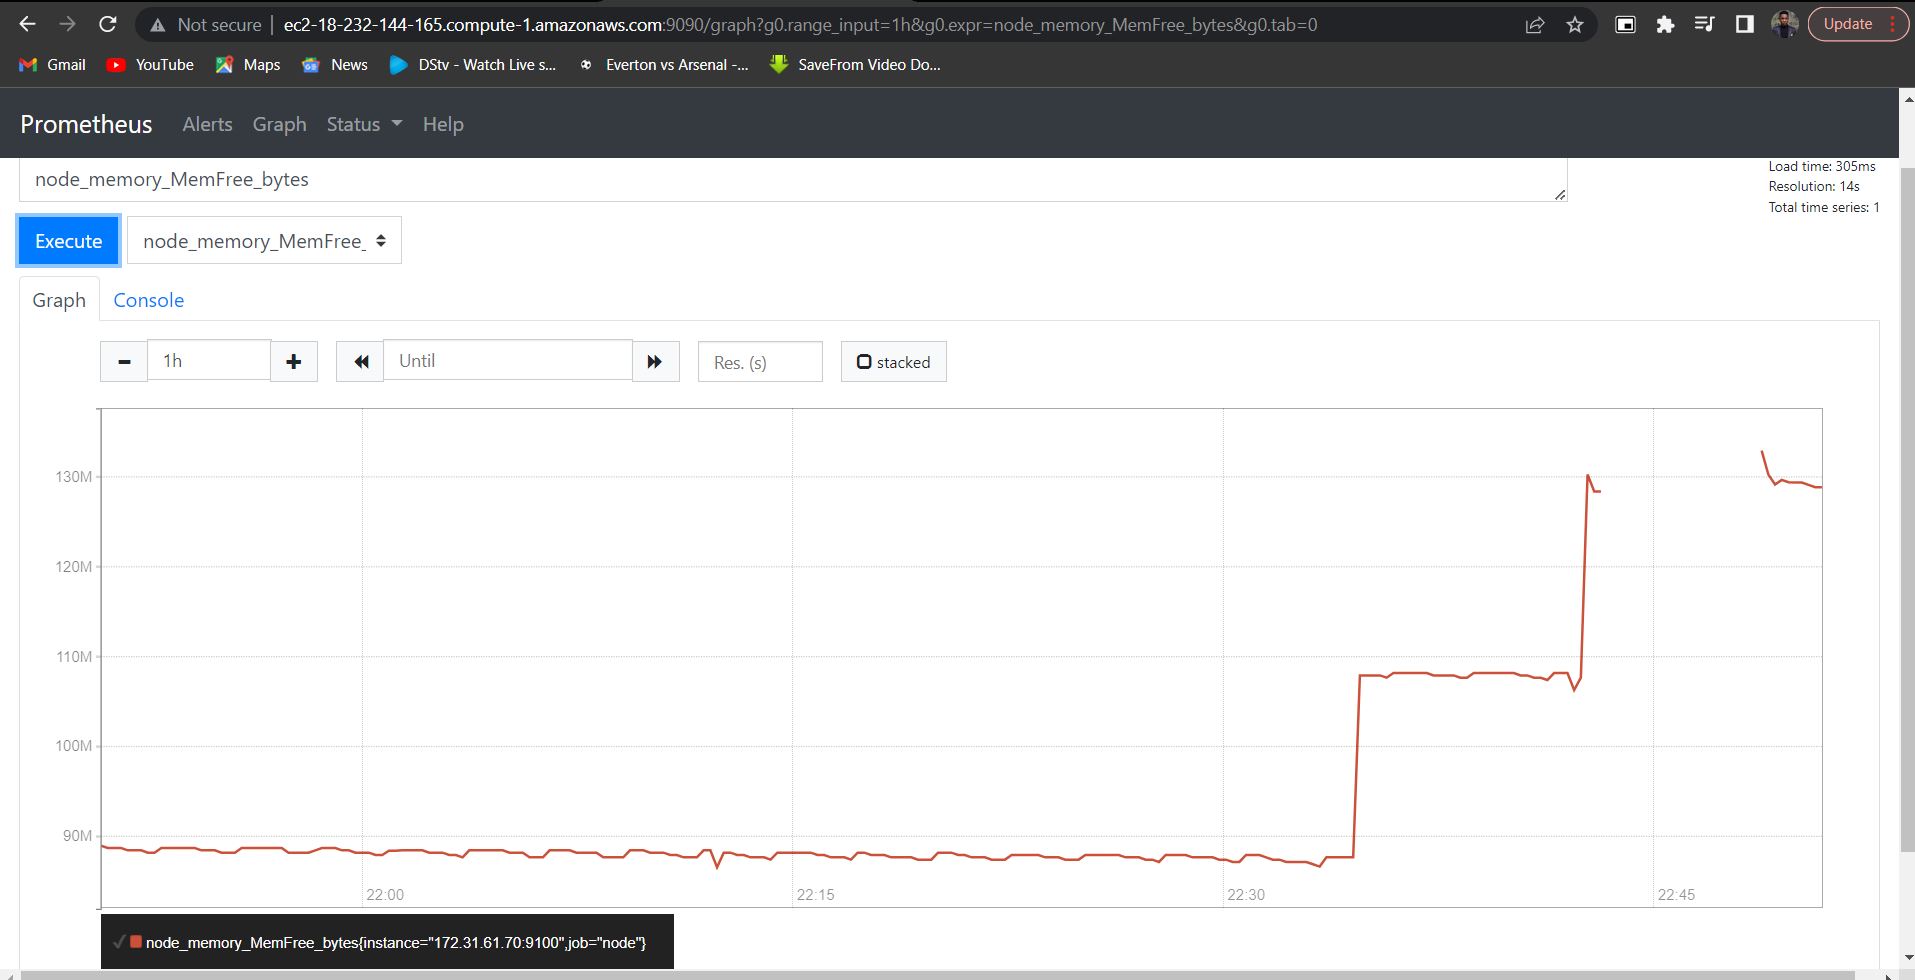 Not secure | ec2-18-232-144-165.compute-1.amazonaws.com:9090/graph?g0.range_input=1h&g0.expr=node_memory_MemFree_bytes&g0.tab=0 Update
Gmail YouTube Maps News DStv - Watch Live s... Everton vs Arsenal -... SaveFrom Video Do...
Prometheus Alerts Graph Status Help
node_memory_MemFree_bytes
Load time: 305ms
Resolution: 14s
Total time series: 1
Execute node_memory_MemFree_
Graph Console
1h Until Res. (s) stacked
130M
120M
110M
100M
90M
22:00 22:15 22:30 22:45
node_memory_MemFree_bytes{instance="172.31.61.70:9100",job="node"}